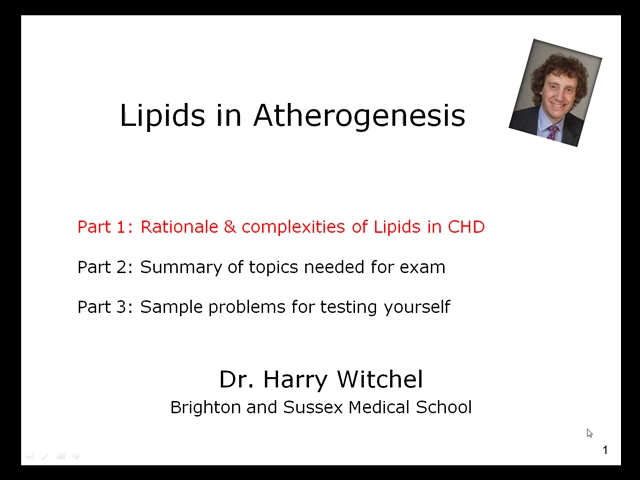 Lipids in Atherogenesis
Part 1: Rationale & complexities of Lipids in CHD
Part 2: Summary of topics needed for exam
Part 3: Sample problems for testing yourself
Dr. Harry Witchel
Brighton and Sussex Medical School
1